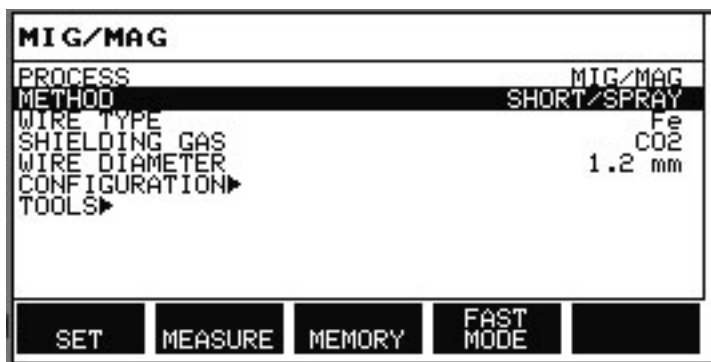 MIG/MAG
PROCESS MIG/MAG
METHOD SHORT/SPRAY
WIRE TYPE Fe
SHIELDING GAS CO2
WIRE DIAMETER 1.2 mm
CONFIGURATION▶
TOOLS▶
SET MEASURE MEMORY FAST MODE